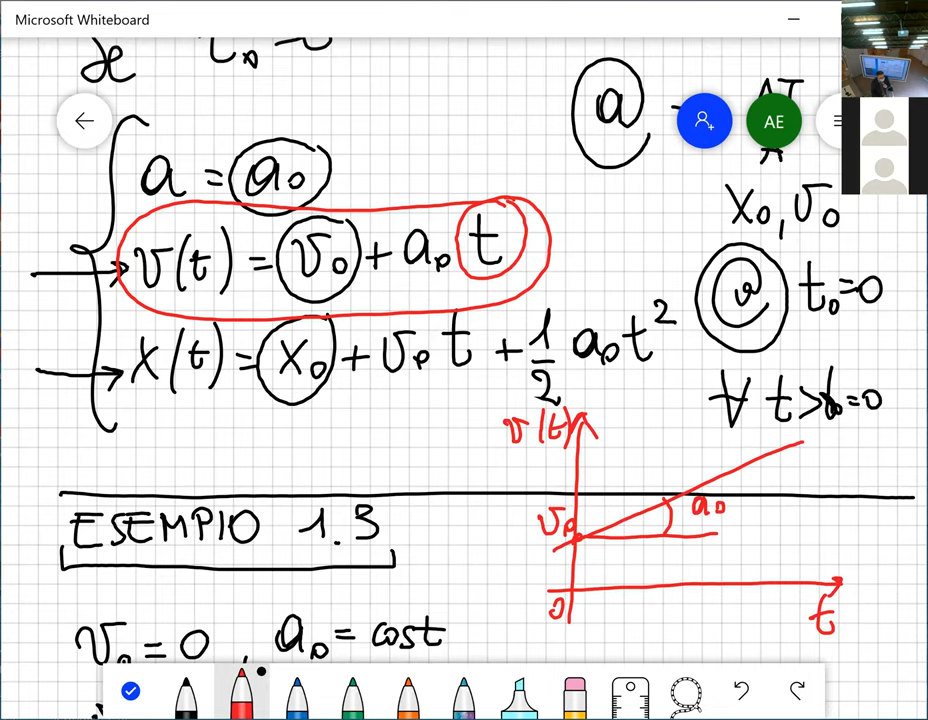 Microsoft Whiteboard
x
AE
a = a₀
a =
x₀, v₀
v(t) = v₀ + a₀ t
@ t₀=0
x(t) = x₀ + v₀ t + 1/2 a₀ t²
∀ t > t₀=0
v(t)
v₀
a₀
0
t
ESEMPIO 1.3
v₀ = 0 , a₀ = cost